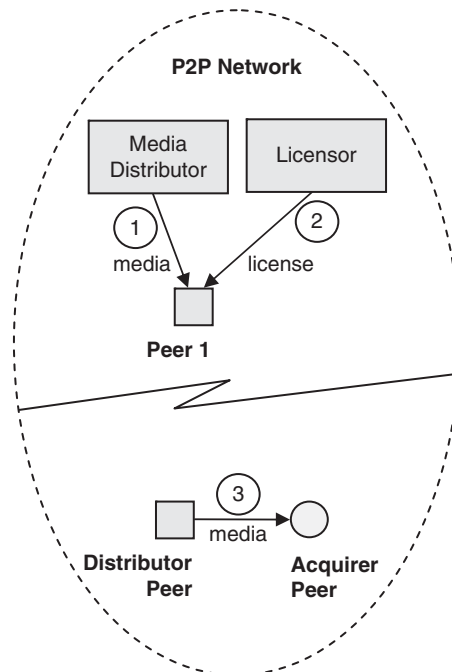 P2P Network
Media
Distributor
Licensor
1
2
media
license
Peer 1
3
media
Distributor
Peer
Acquirer
Peer